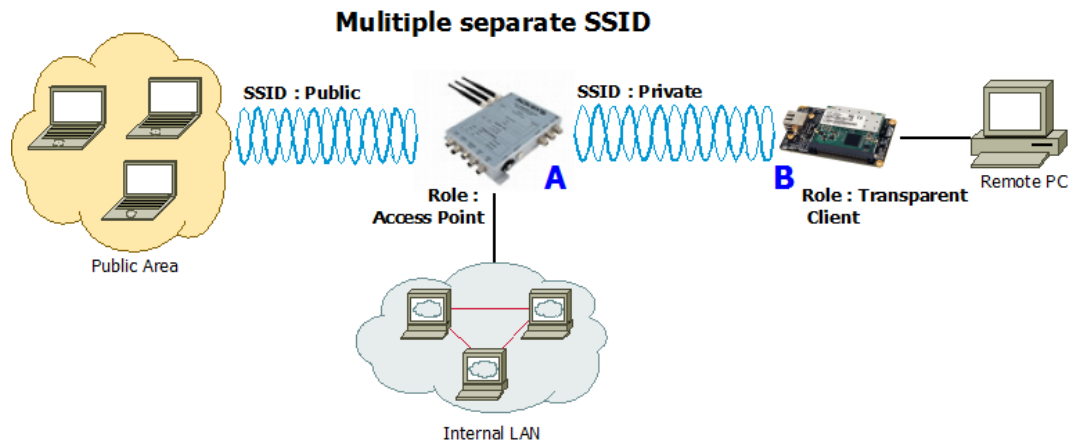 Mulitiple separate SSID
SSID : Public
SSID : Private
A
B
Role :
Access Point
Role : Transparent
Client
Remote PC
Public Area
Internal LAN